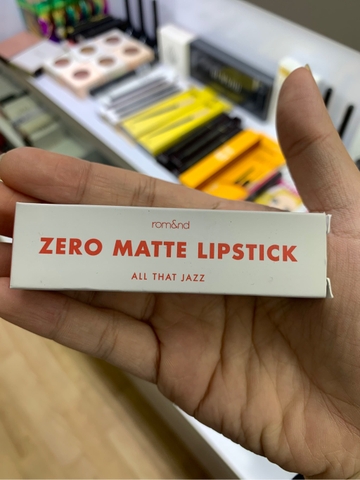 rom&nd
ZERO MATTE LIPSTICK
ALL THAT JAZZ